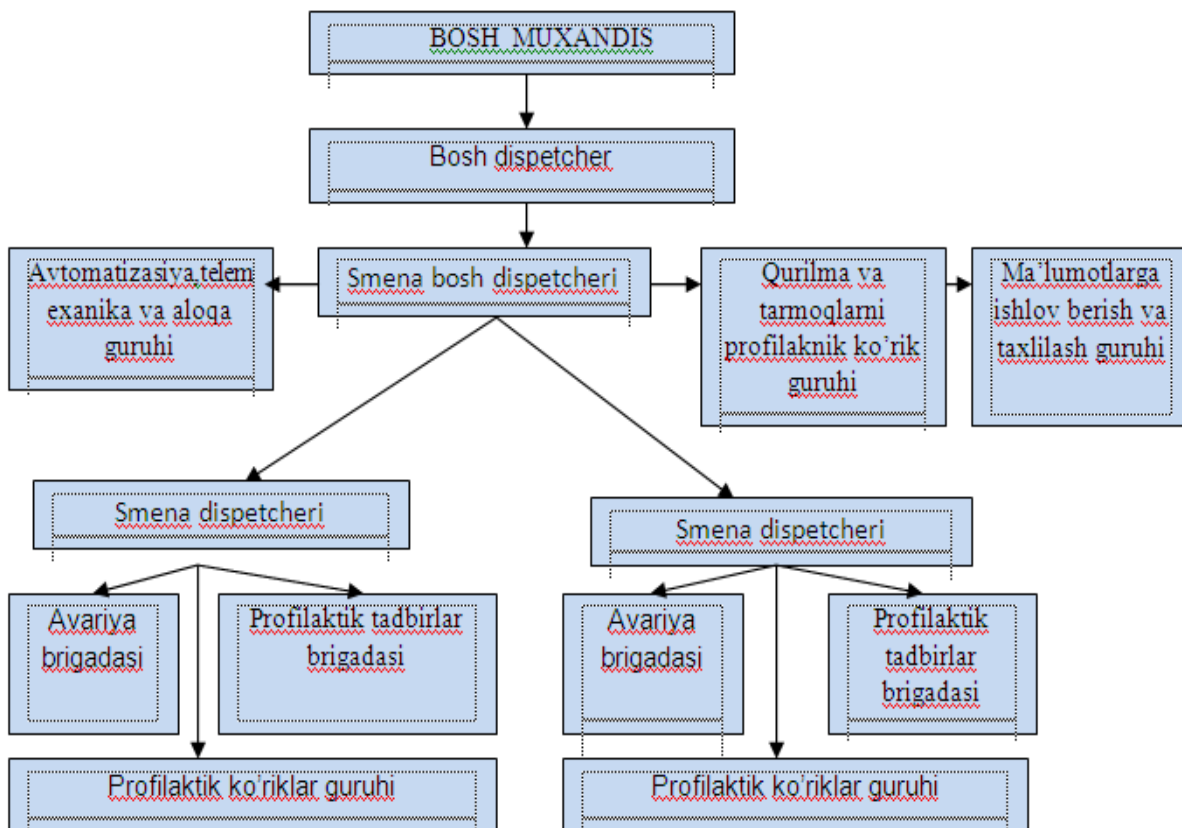 BOSH MUXANDIS
Bosh dispetcher
Avtomatizasiya,telem
exanika va aloqa
guruhi
Smena bosh dispetcheri
Qurilma va
tarmoqlarni
profilaknik ko’rik
guruhi
Ma’lumotlarga
ishlov berish va
taxlilash guruhi
Smena dispetcheri
Smena dispetcheri
Avariya
brigadasi
Profilaktik tadbirlar
brigadasi
Avariya
brigadasi
Profilaktik
tadbirlar
brigadasi
Profilaktik ko’riklar guruhi
Profilaktik ko’riklar guruhi